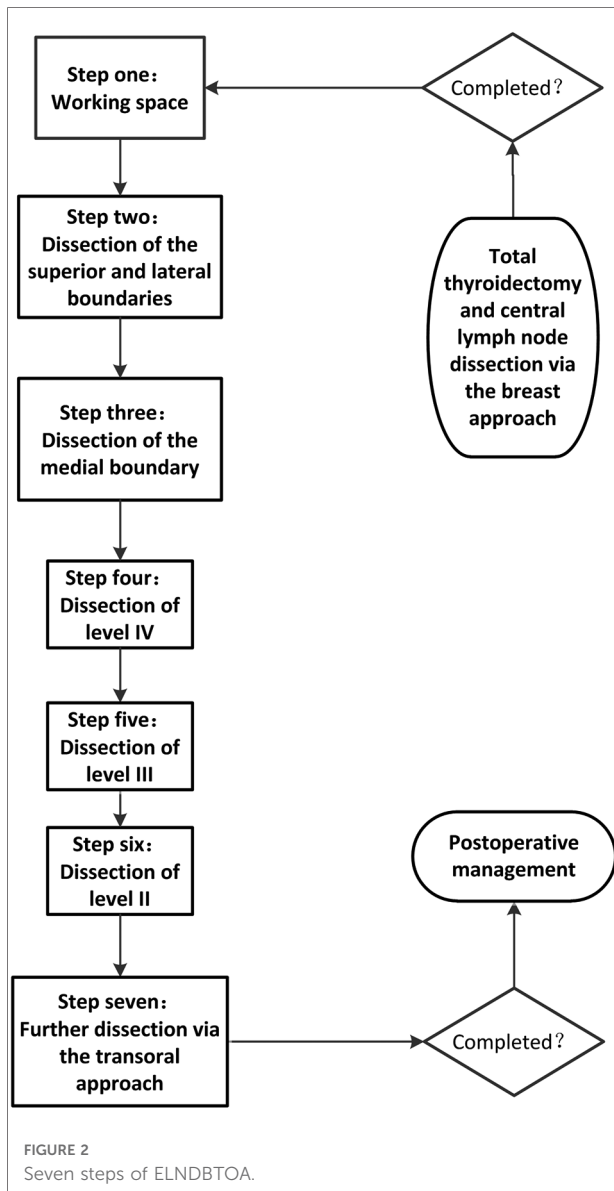 Step one：
Working space
Completed？
Step two：
Dissection of the
superior and lateral
boundaries
Total
thyroidectomy
and central
lymph node
dissection via
the breast
approach
Step three：
Dissection of the
medial boundary
Step four：
Dissection of
level IV
Step five：
Dissection of
level III
Step six：
Dissection of
level II
Postoperative
management
Step seven：
Further dissection via
the transoral
approach
Completed？
FIGURE 2
Seven steps of ELNDBTOA.